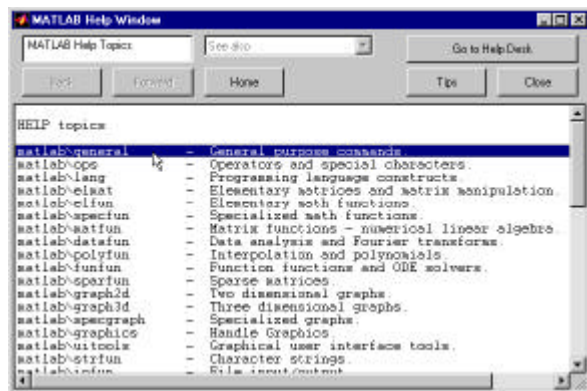 MATLAB Help Window
MATLAB Help Topics
See also
Go to Help Desk
Back
Forward
Home
Tips
Close
HELP topics
matlab\general - General purpose commands.
matlab\ops - Operators and special characters.
matlab\lang - Programming language constructs.
matlab\elmat - Elementary matrices and matrix manipulation.
matlab\elfun - Elementary math functions.
matlab\specfun - Specialized math functions.
matlab\matfun - Matrix functions - numerical linear algebra.
matlab\datafun - Data analysis and Fourier transforms.
matlab\polyfun - Interpolation and polynomials.
matlab\funfun - Function functions and ODE solvers.
matlab\sparfun - Sparse matrices.
matlab\graph2d - Two dimensional graphs.
matlab\graph3d - Three dimensional graphs.
matlab\specgraph - Specialized graphs.
matlab\graphics - Handle Graphics.
matlab\uitools - Graphical user interface tools.
matlab\strfun - Character strings.
matlab\iofun - File input/output.